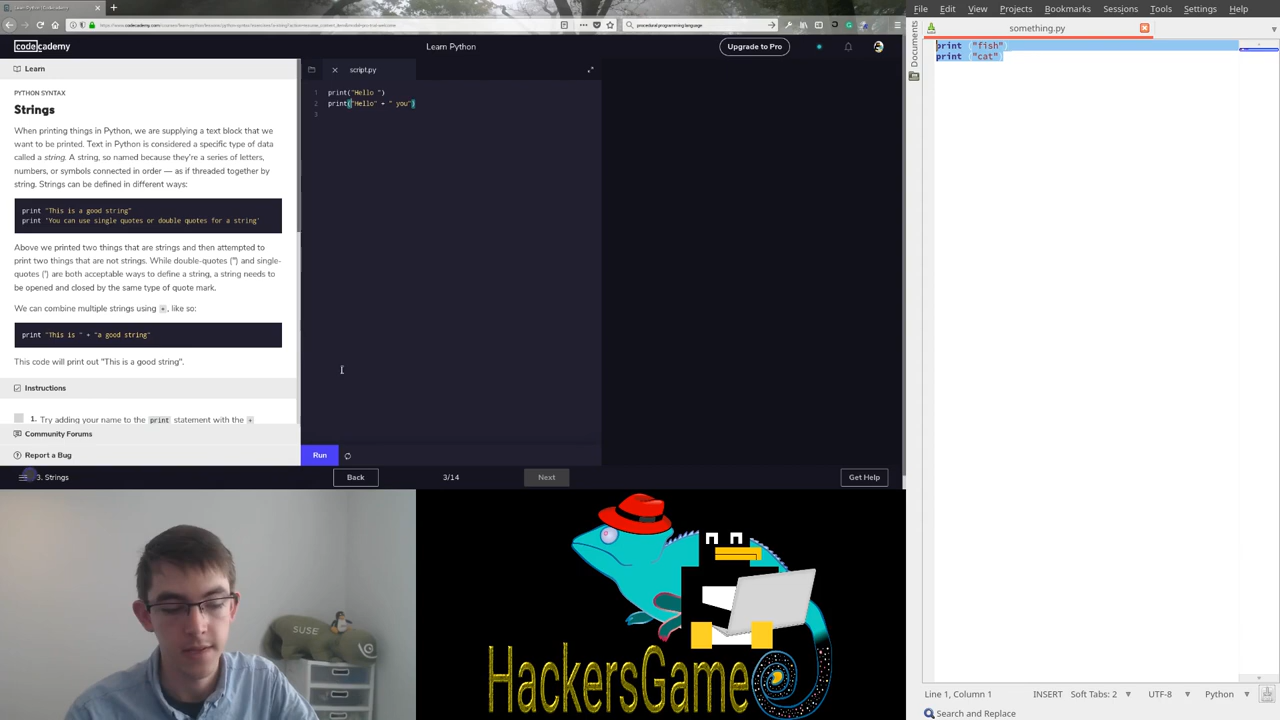 Learn Python | Codecademy
procedural programming language
codecademy
Learn Python
Upgrade to Pro
Learn
script.py
PYTHON SYNTAX
Strings
When printing things in Python, we are supplying a text block that we
want to be printed. Text in Python is considered a specific type of data
called a string. A string, so named because they're a series of letters,
numbers, or symbols connected in order — as if threaded together by
string. Strings can be defined in different ways:
print "This is a good string"
print 'You can use single quotes or double quotes for a string'
Above we printed two things that are strings and then attempted to
print two things that are not strings. While double-quotes (") and single-
quotes (') are both acceptable ways to define a string, a string needs to
be opened and closed by the same type of quote mark.
We can combine multiple strings using +, like so:
print "This is " + "a good string"
This code will print out "This is a good string".
Instructions
1. Try adding your name to the print statement with the +
Community Forums
Report a Bug
3. Strings
1 print("Hello ")
2 print("Hello" + " you")
3
Run
Back
3/14
Next
Get Help
Edit View Projects Bookmarks Sessions Tools Settings Help
something.py
Documents
print ("fish")
print ("cat")
Line 1, Column 1
INSERT
Soft Tabs: 2
UTF-8
Python
Search and Replace
SUSE
HackersGame